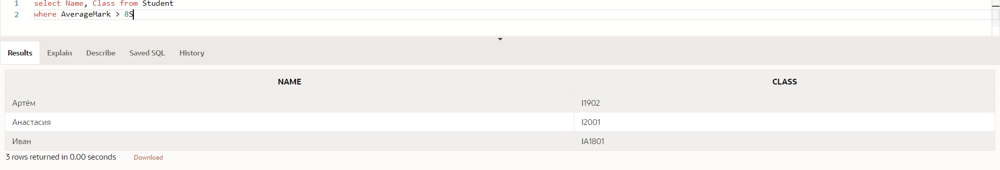 1 select Name, Class from Student
2 where AverageMark > 8S
Results Explain Describe Saved SQL History
NAME CLASS
Артём I1902
Анастасия I2001
Иван IA1801
3 rows returned in 0.00 seconds Download